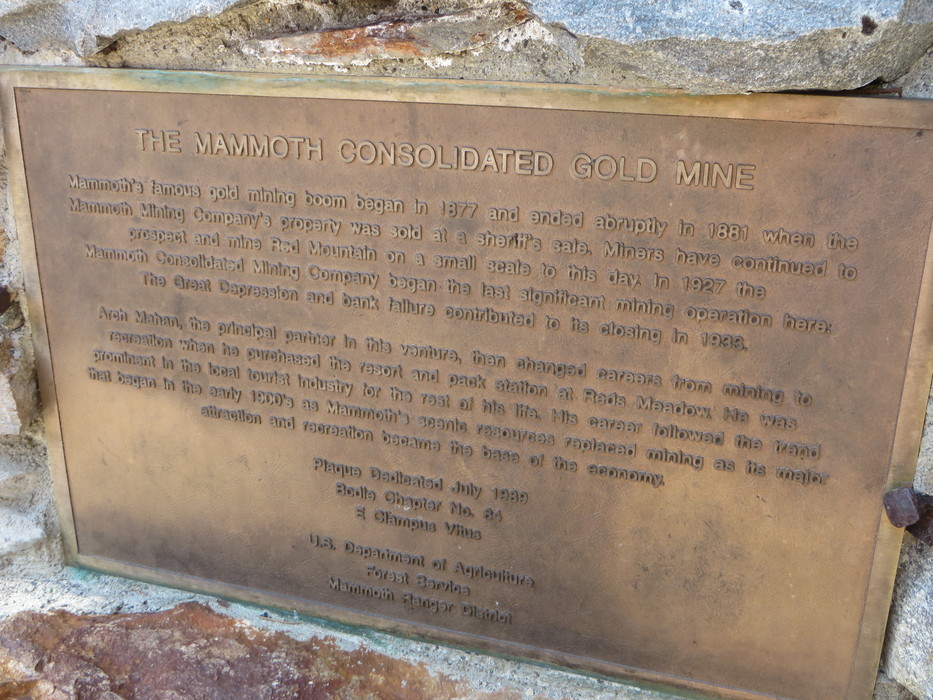 THE MAMMOTH CONSOLIDATED GOLD MINE
Mammoth's famous gold mining boom began in 1877 and ended abruptly in 1881 when the
Mammoth Mining Company's property was sold at a sheriff's sale. Miners have continued to
prospect and mine Red Mountain on a small scale to this day. In 1927 the
Mammoth Consolidated Mining Company began the last significant mining operation here:
The Great Depression and bank failure contributed to its closing in 1933.
Arch Mahan, the principal partner in this venture, then changed careers from mining to
recreation when he purchased the resort and pack station at Reds Meadow. He was
prominent in the local tourist industry for the rest of his life. His career followed the trend
that began in the early 1900's as Mammoth's scenic resources replaced mining as its major
attraction and recreation became the base of the economy.
Plaque Dedicated July 1989
Bodie Chapter No. 64
E Clampus Vitus
U.S. Department of Agriculture
Forest Service
Mammoth Ranger District